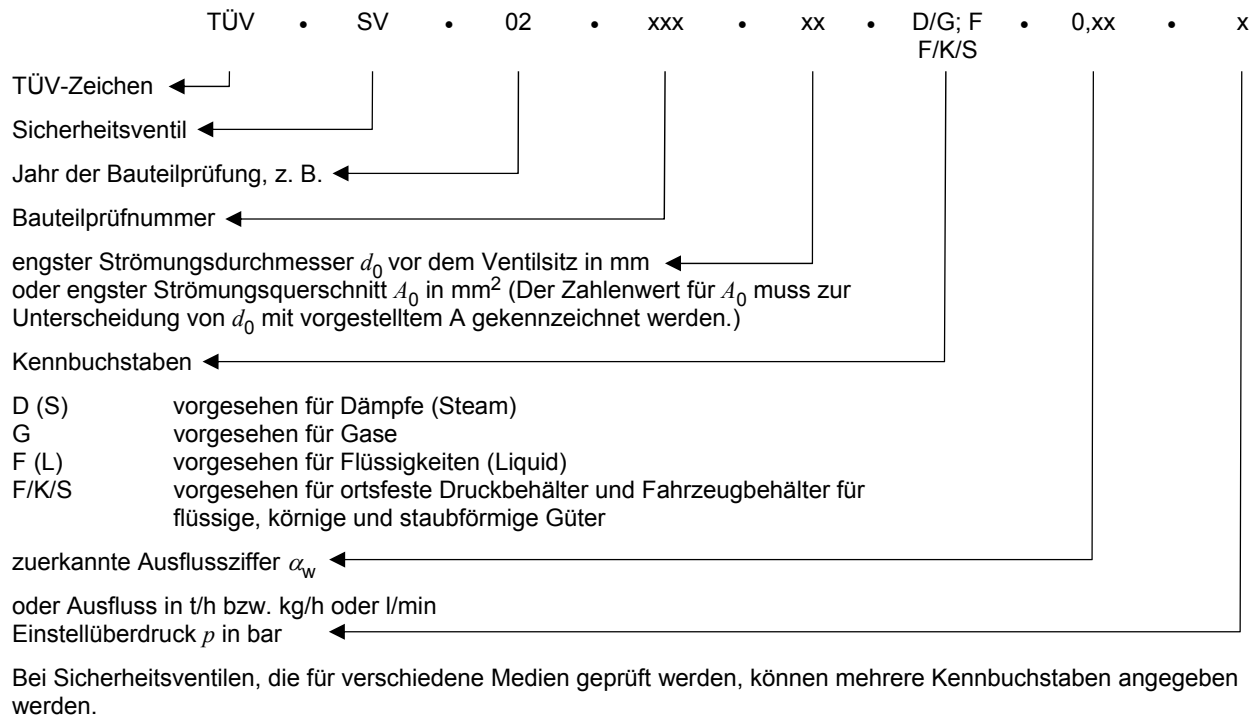 TÜV • SV • 02 • xxx • xx • D/G; F • 0,xx • x
F/K/S
TÜV-Zeichen
Sicherheitsventil
Jahr der Bauteilprüfung, z. B.
Bauteilprüfnummer
engster Strömungsdurchmesser d0 vor dem Ventilsitz in mm
oder engster Strömungsquerschnitt A0 in mm2 (Der Zahlenwert für A0 muss zur
Unterscheidung von d0 mit vorgestelltem A gekennzeichnet werden.)
Kennbuchstaben
D (S) vorgesehen für Dämpfe (Steam)
G vorgesehen für Gase
F (L) vorgesehen für Flüssigkeiten (Liquid)
F/K/S vorgesehen für ortsfeste Druckbehälter und Fahrzeugbehälter für
flüssige, körnige und staubförmige Güter
zuerkannte Ausflussziffer αw
oder Ausfluss in t/h bzw. kg/h oder l/min
Einstellüberdruck p in bar
Bei Sicherheitsventilen, die für verschiedene Medien geprüft werden, können mehrere Kennbuchstaben angegeben
werden.